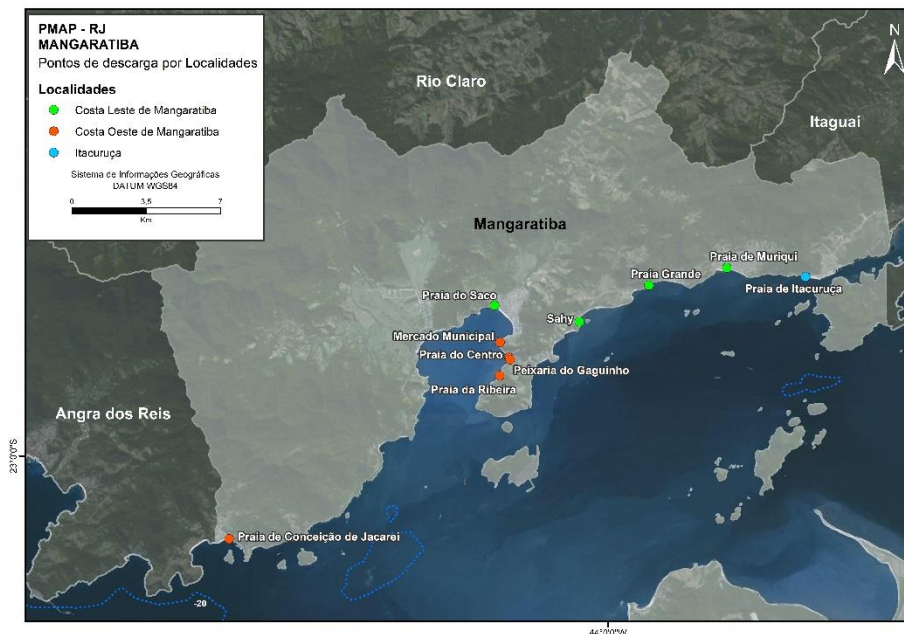 PMAP - RJ
MANGARATIBA
Pontos de descarga por Localidades
Localidades
Costa Leste de Mangaratiba
Costa Oeste de Mangaratiba
Itacuruça
Sistema de Informações Geográficas
DATUM WGS84
0 3,5 7
Km
N
Rio Claro
Itaguaí
Mangaratiba
Praia de Muriqui
Praia Grande
Praia de Itacuruça
Praia do Saco
Sahy
Mercado Municipal
Praia do Centro
Peixaria do Gaguinho
Praia da Ribeira
Angra dos Reis
23°0'0"S
Praia de Conceição de Jacarei
-20
44°0'0"W